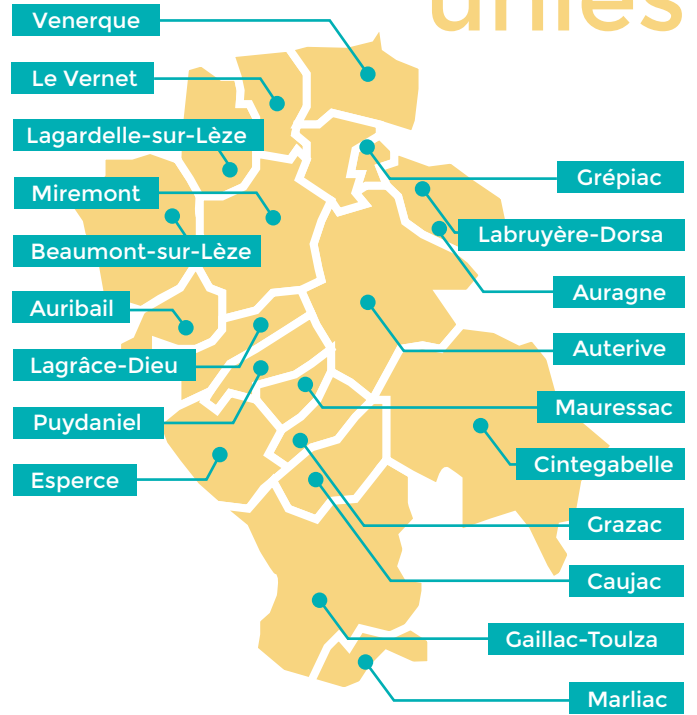 unies
Venerque
Le Vernet
Lagardelle-sur-Lèze
Miremont
Beaumont-sur-Lèze
Auribail
Lagrâce-Dieu
Puydaniel
Esperce
Grépiac
Labruyère-Dorsa
Auragne
Auterive
Mauressac
Cintegabelle
Grazac
Caujac
Gaillac-Toulza
Marliac